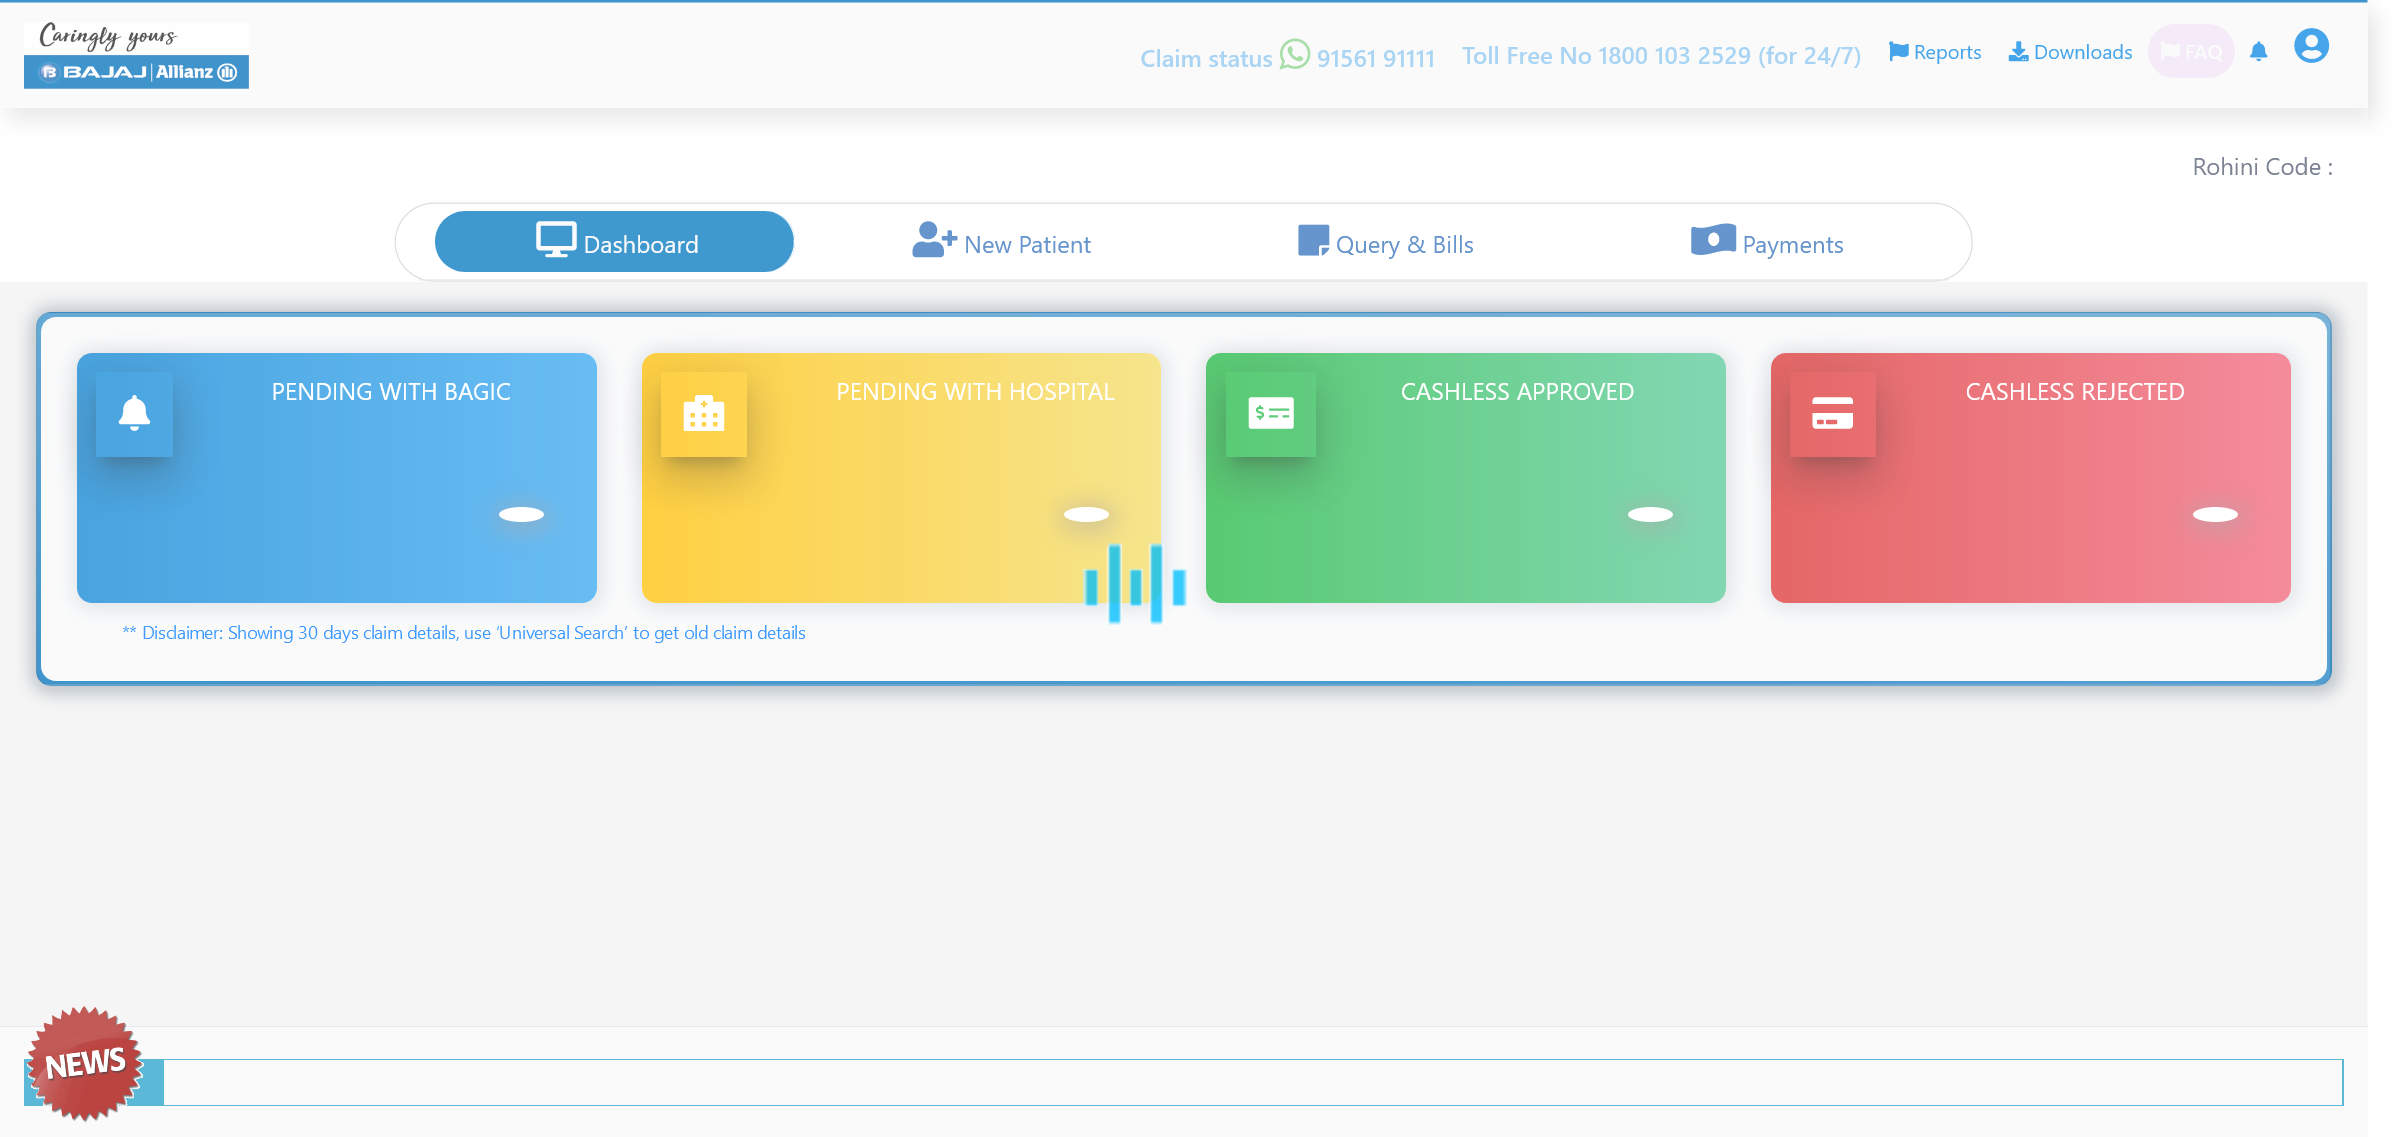 Caringly yours
BAJAJ | Allianz
Claim status 91561 91111
Toll Free No 1800 103 2529 (for 24/7)
Reports
Downloads
FAQ
Rohini Code :
Dashboard
New Patient
Query & Bills
Payments
PENDING WITH BAGIC
PENDING WITH HOSPITAL
CASHLESS APPROVED
CASHLESS REJECTED
** Disclaimer: Showing 30 days claim details, use ‘Universal Search’ to get old claim details
NEWS